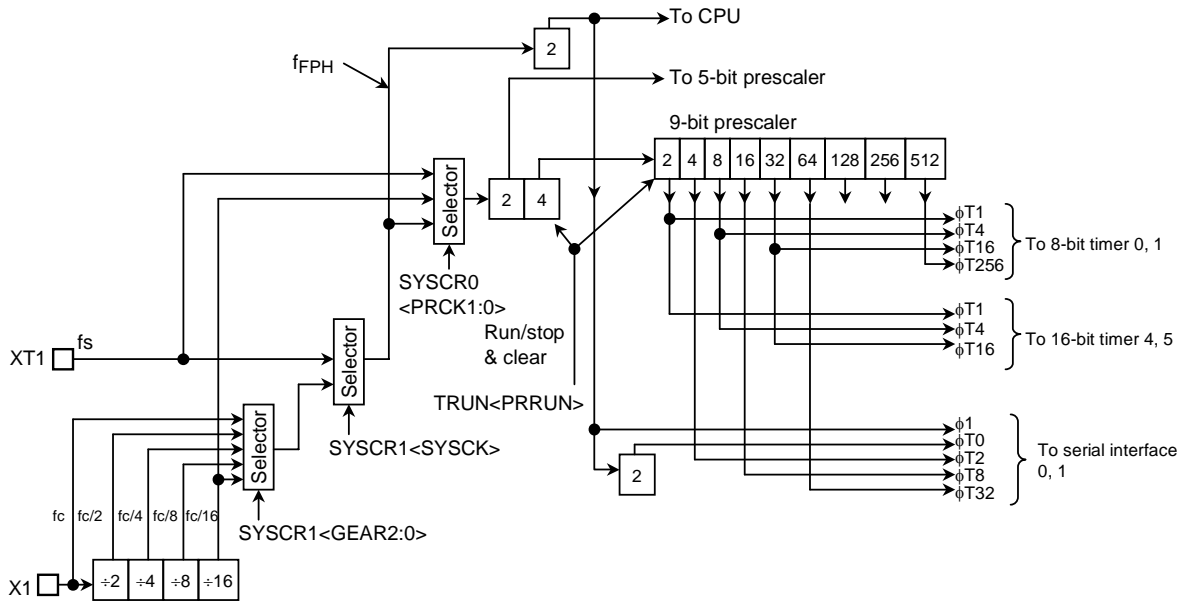 To CPU
2
fFPH
To 5-bit prescaler
9-bit prescaler
2 4 8 16 32 64 128 256 512
Selector
2 4
ϕT1
ϕT4
ϕT16
ϕT256
To 8-bit timer 0, 1
SYSCR0
<PRCK1:0>
Run/stop
& clear
ϕT1
ϕT4
ϕT16
To 16-bit timer 4, 5
XT1
fs
Selector
TRUN<PRRUN>
SYSCR1<SYSCK>
Selector
ϕ1
ϕT0
ϕT2
ϕT8
ϕT32
To serial interface
0, 1
2
fc
fc/2
fc/4
fc/8
fc/16
SYSCR1<GEAR2:0>
X1
÷2 ÷4 ÷8 ÷16